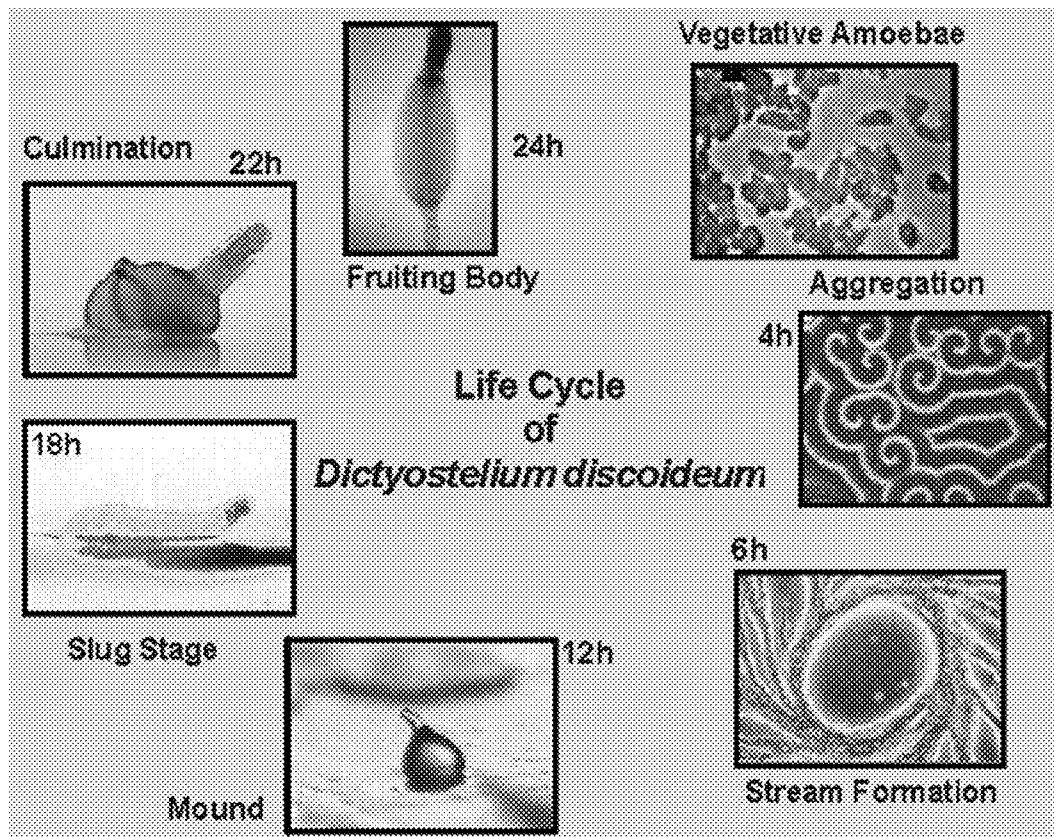 Vegetative Amoebae
Culmination
22h
24h
Fruiting Body
Aggregation
4h
Life Cycle
of
Dictyostelium discoideum
18h
6h
Slug Stage
12h
Mound
Stream Formation